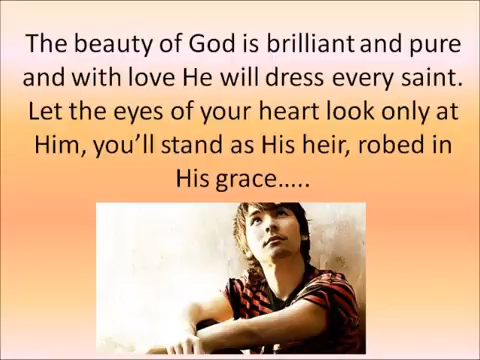 The beauty of God is brilliant and pure
and with love He will dress every saint.
Let the eyes of your heart look only at
Him, you’ll stand as His heir, robed in
His grace…..